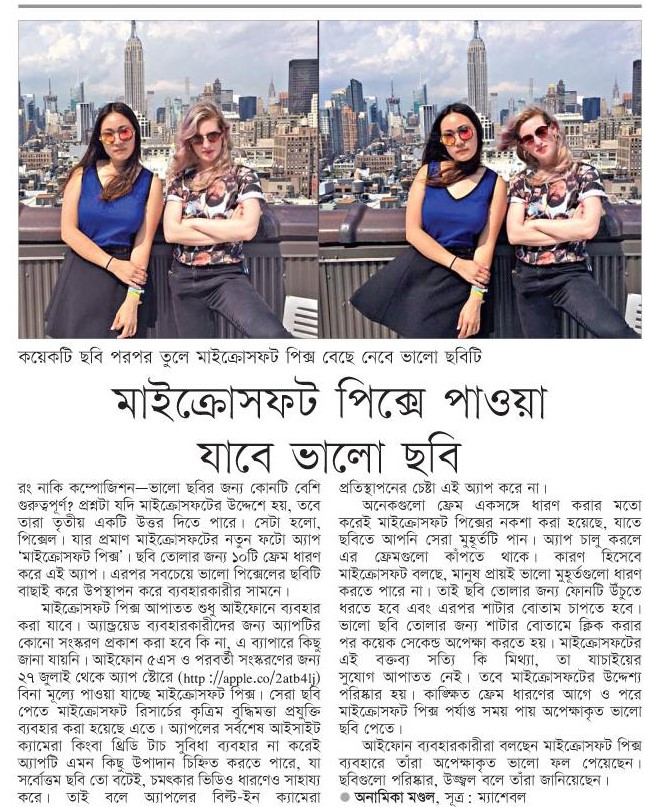 কয়েকটি ছবি পরপর তুলে মাইক্রোসফট পিক্স বেছে নেবে ভালো ছবিটি
মাইক্রোসফট পিক্সে পাওয়া
যাবে ভালো ছবি
রং নাকি কম্পোজিশন—ভালো ছবির জন্য কোনটি বেশি
গুরুত্বপূর্ণ? প্রশ্নটা যদি মাইক্রোসফটের উদ্দেশে হয়, তবে
তারা তৃতীয় একটি উত্তর দিতে পারে। সেটা হলো,
পিক্সেল। যার প্রমাণ মাইক্রোসফটের নতুন ফটো অ্যাপ
‘মাইক্রোসফট পিক্স’। ছবি তোলার জন্য ১০টি ফ্রেম ধারণ
করে এই অ্যাপ। এরপর সবচেয়ে ভালো পিক্সেলের ছবিটি
বাছাই করে উপস্থাপন করে ব্যবহারকারীর সামনে।
মাইক্রোসফট পিক্স আপাতত শুধু আইফোনে ব্যবহার
করা যাবে। অ্যান্ড্রয়েড ব্যবহারকারীদের জন্য অ্যাপটির
কোনো সংস্করণ প্রকাশ করা হবে কি না, এ ব্যাপারে কিছু
জানা যায়নি। আইফোন ৫এস ও পরবর্তী সংস্করণের জন্য
২৭ জুলাই থেকে অ্যাপ স্টোরে (http://apple.co/2atb4lj)
বিনা মূল্যে পাওয়া যাচ্ছে মাইক্রোসফট পিক্স। সেরা ছবি
পেতে মাইক্রোসফট রিসার্চের কৃত্রিম বুদ্ধিমত্তা প্রযুক্তি
ব্যবহার করা হয়েছে এতে। অ্যাপলের সর্বশেষ আইসাইট
ক্যামেরা কিংবা থ্রিডি টাচ সুবিধা ব্যবহার না করেই
অ্যাপটি এমন কিছু উপাদান চিহ্নিত করতে পারে, যা
সর্বোত্তম ছবি তো বটেই, চমৎকার ভিডিও ধারণেও সাহায্য
করে। তাই বলে অ্যাপলের বিল্ট-ইন ক্যামেরা
প্রতিস্থাপনের চেষ্টা এই অ্যাপ করে না।
অনেকগুলো ফ্রেম একসঙ্গে ধারণ করার মতো
করেই মাইক্রোসফট পিক্সের নকশা করা হয়েছে, যাতে
ছবিতে আপনি সেরা মুহূর্তটি পান। অ্যাপ চালু করলে
এর ফ্রেমগুলো কাঁপতে থাকে। কারণ হিসেবে
মাইক্রোসফট বলছে, মানুষ প্রায়ই ভালো মুহূর্তগুলো ধারণ
করতে পারে না। তাই ছবি তোলার জন্য ফোনটি উঁচুতে
ধরতে হবে এবং এরপর শাটার বোতাম চাপতে হবে।
ভালো ছবি তোলার জন্য শাটার বোতামে ক্লিক করার
পর কয়েক সেকেন্ড অপেক্ষা করতে হয়। মাইক্রোসফটের
এই বক্তব্য সত্যি কি মিথ্যা, তা যাচাইয়ের
সুযোগ আপাতত নেই। তবে মাইক্রোসফটের উদ্দেশ্য
পরিষ্কার হয়। কাঙ্ক্ষিত ফ্রেম ধারণের আগে ও পরে
মাইক্রোসফট পিক্স পর্যাপ্ত সময় পায় অপেক্ষাকৃত ভালো
ছবি পেতে।
আইফোন ব্যবহারকারীরা বলছেন মাইক্রোসফট পিক্স
ব্যবহারে তাঁরা অপেক্ষাকৃত ভালো ফল পেয়েছেন।
ছবিগুলো পরিষ্কার, উজ্জ্বল বলে তাঁরা জানিয়েছেন।
● অনামিকা মণ্ডল, সূত্র : ম্যাশেবল